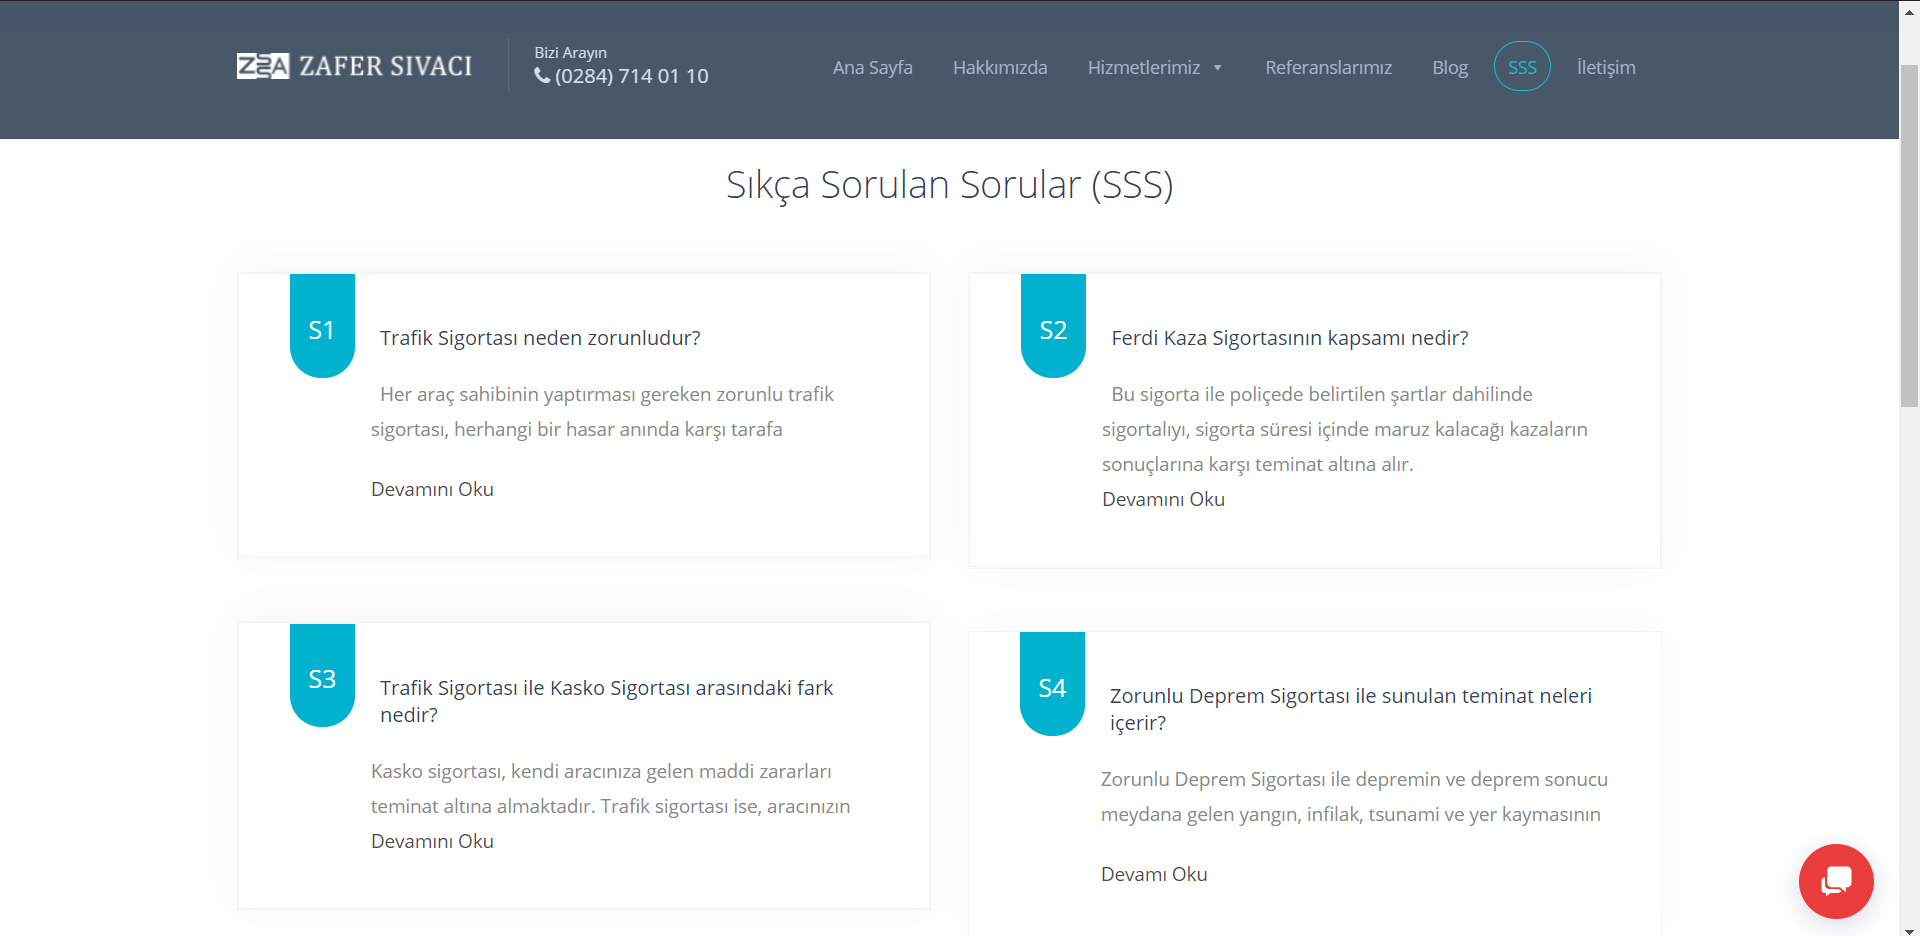 ZAFER SIVACI
Bizi Arayın
(0284) 714 01 10
Ana Sayfa
Hakkımızda
Hizmetlerimiz
Referanslarımız
Blog
SSS
İletişim
Sıkça Sorulan Sorular (SSS)
S1
Trafik Sigortası neden zorunludur?
Her araç sahibinin yaptırması gereken zorunlu trafik
sigortası, herhangi bir hasar anında karşı tarafa
Devamını Oku
S2
Ferdi Kaza Sigortasının kapsamı nedir?
Bu sigorta ile poliçede belirtilen şartlar dahilinde
sigortalıyı, sigorta süresi içinde maruz kalacağı kazaların
sonuçlarına karşı teminat altına alır.
Devamını Oku
S3
Trafik Sigortası ile Kasko Sigortası arasındaki fark
nedir?
Kasko sigortası, kendi aracınıza gelen maddi zararları
teminat altına almaktadır. Trafik sigortası ise, aracınızın
Devamını Oku
S4
Zorunlu Deprem Sigortası ile sunulan teminat neleri
içerir?
Zorunlu Deprem Sigortası ile depremin ve deprem sonucu
meydana gelen yangın, infilak, tsunami ve yer kaymasının
Devamı Oku